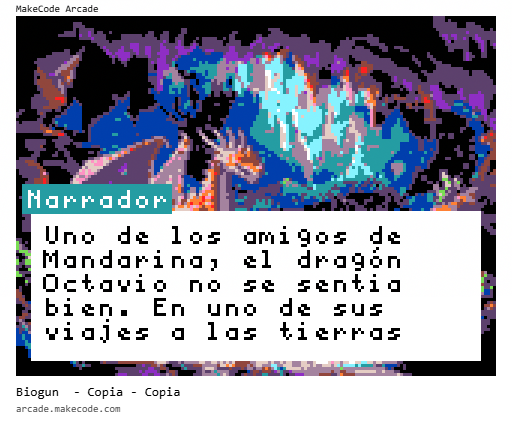 MakeCode Arcade
Narrador
Uno de los amigos de
Mandarina, el dragón
Octavio no se sentia
bien. En uno de sus
viajes a las tierras
Biogun - Copia - Copia
arcade.makecode.com